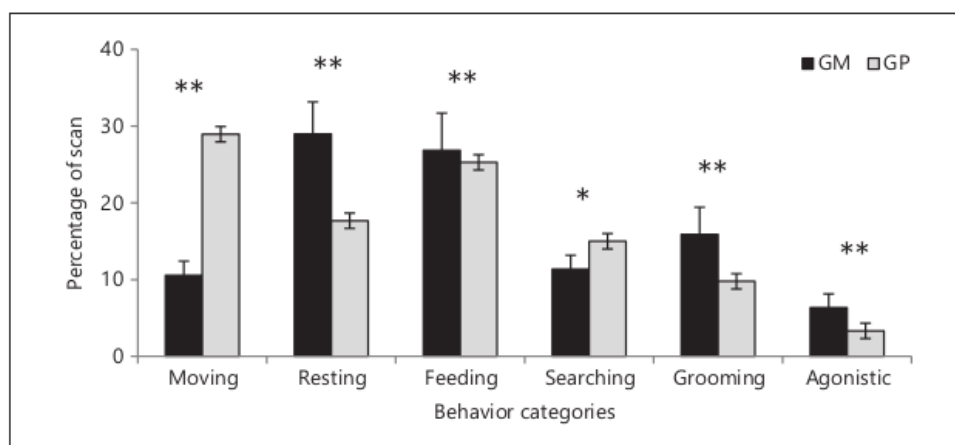 40
30
20
10
0
Percentage of scan
** ** ** * ** **
GM GP
Moving Resting Feeding Searching Grooming Agonistic
Behavior categories